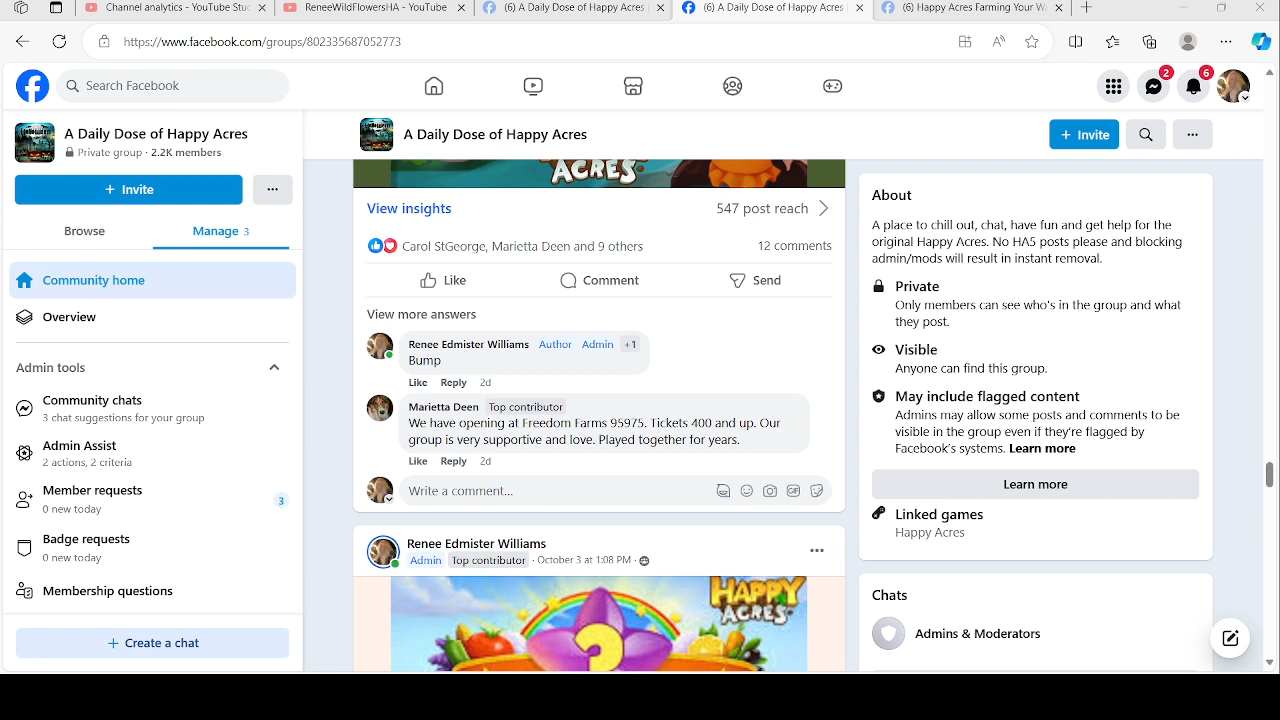 Channel analytics - YouTube Stu
ReneeWildFlowersHA - YouTube
(6) A Daily Dose of Happy Acres
(6) A Daily Dose of Happy Acres
(6) Happy Acres Farming Your W
https://www.facebook.com/groups/802335687052773
Search Facebook
2
6
A Daily Dose of Happy Acres
Private group · 2.2K members
+ Invite
...
Browse
Manage 3
Community home
Overview
Admin tools
Community chats
3 chat suggestions for your group
Admin Assist
2 actions, 2 criteria
Member requests
0 new today
3
Badge requests
0 new today
Membership questions
+ Create a chat
A Daily Dose of Happy Acres
+ Invite
...
ACRES
View insights
547 post reach
Carol StGeorge, Marietta Deen and 9 others
12 comments
Like
Comment
Send
View more answers
Renee Edmister Williams Author Admin +1
Bump
Like Reply 2d
Marietta Deen Top contributor
We have opening at Freedom Farms 95975. Tickets 400 and up. Our
group is very supportive and love. Played together for years.
Like Reply 2d
Write a comment...
GIF
Renee Edmister Williams
Admin Top contributor · October 3 at 1:08 PM ·
HAPPY
ACRES
?
About
A place to chill out, chat, have fun and get help for the
original Happy Acres. No HA5 posts please and blocking
admin/mods will result in instant removal.
Private
Only members can see who's in the group and what
they post.
Visible
Anyone can find this group.
May include flagged content
Admins may allow some posts and comments to be
visible in the group even if they're flagged by
Facebook's systems. Learn more
Learn more
Linked games
Happy Acres
Chats
Admins & Moderators